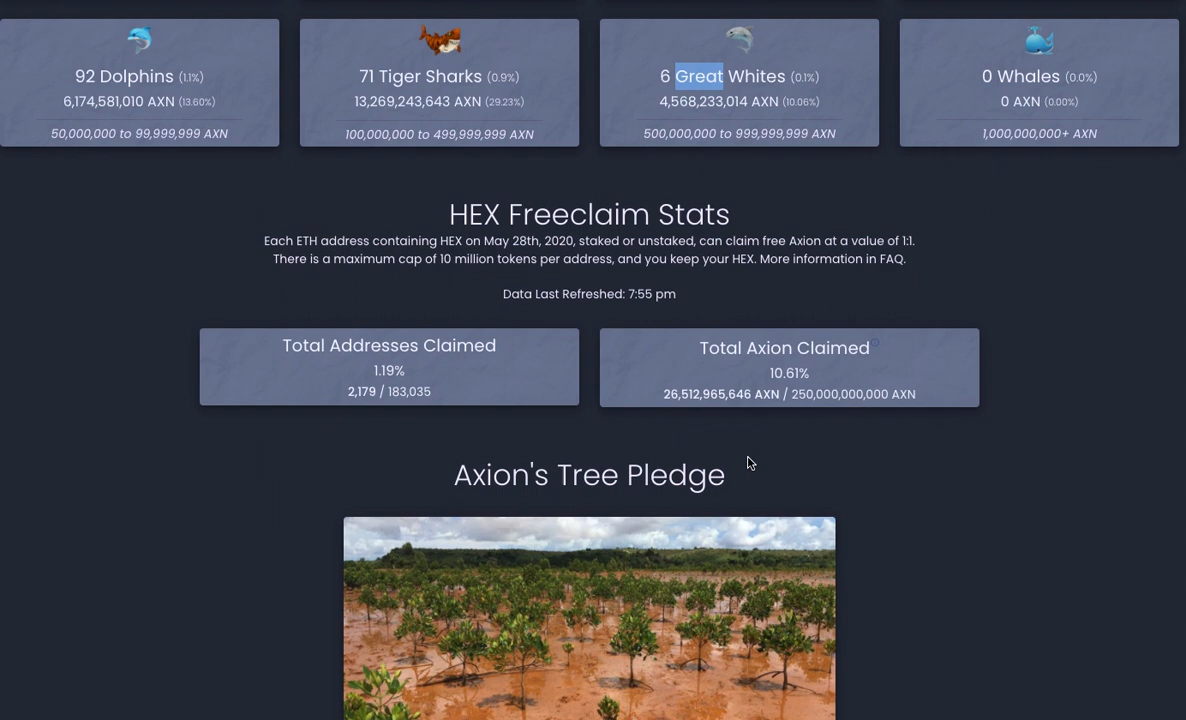 92 Dolphins (1.1%)
6,174,581,010 AXN (13.60%)
50,000,000 to 99,999,999 AXN
71 Tiger Sharks (0.9%)
13,269,243,643 AXN (29.23%)
100,000,000 to 499,999,999 AXN
6 Great Whites (0.1%)
4,568,233,014 AXN (10.06%)
500,000,000 to 999,999,999 AXN
0 Whales (0.0%)
0 AXN (0.00%)
1,000,000,000+ AXN
HEX Freeclaim Stats
Each ETH address containing HEX on May 28th, 2020, staked or unstaked, can claim free Axion at a value of 1:1.
There is a maximum cap of 10 million tokens per address, and you keep your HEX. More information in FAQ.
Data Last Refreshed: 7:55 pm
Total Addresses Claimed
1.19%
2,179 / 183,035
Total Axion Claimed
10.61%
26,512,965,646 AXN / 250,000,000,000 AXN
Axion's Tree Pledge